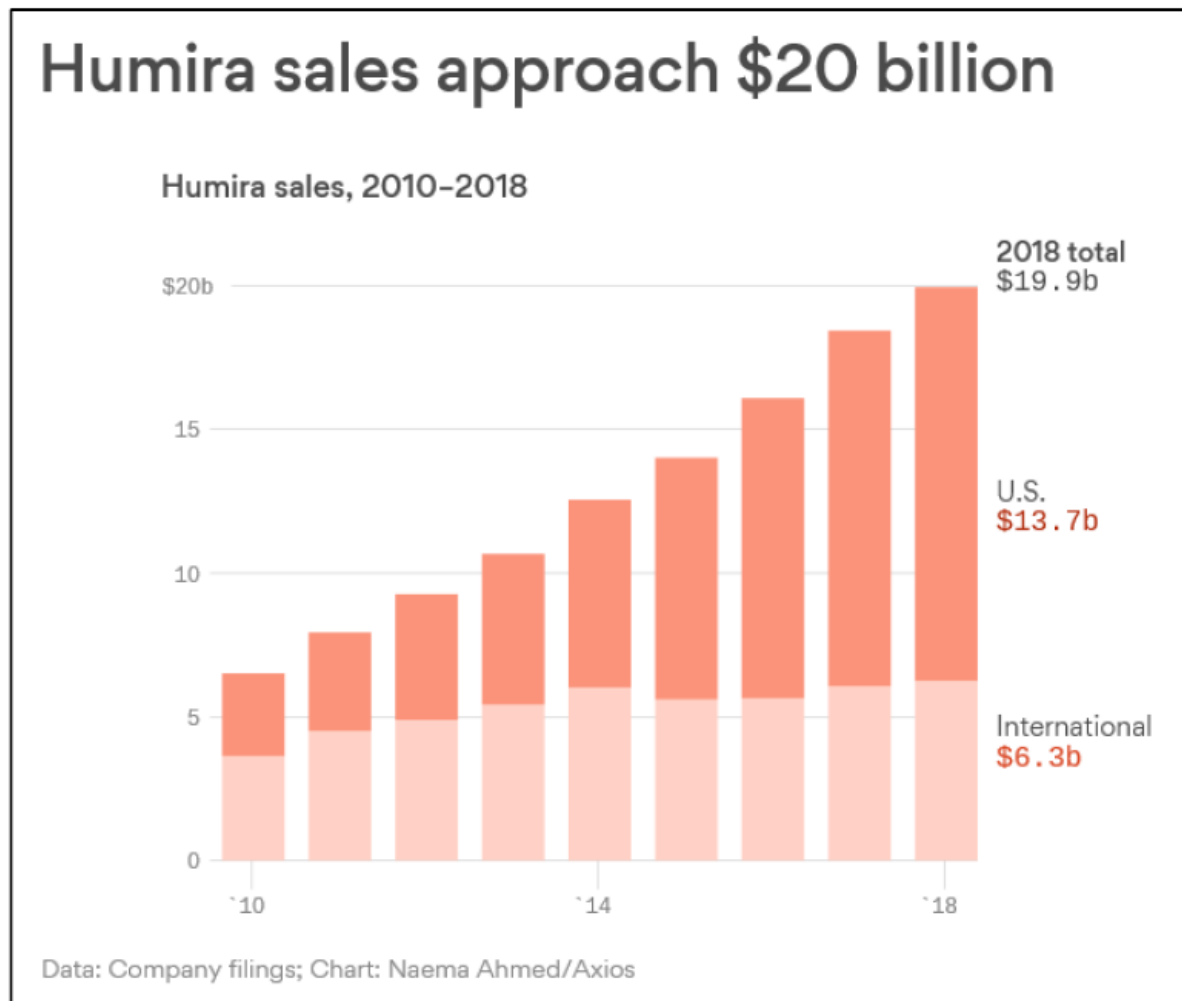 Humira sales approach $20 billion
Humira sales, 2010–2018
2018 total
$19.9b
$20b
15
U.S.
$13.7b
10
5
International
$6.3b
0
`10
`14
`18
Data: Company filings; Chart: Naema Ahmed/Axios